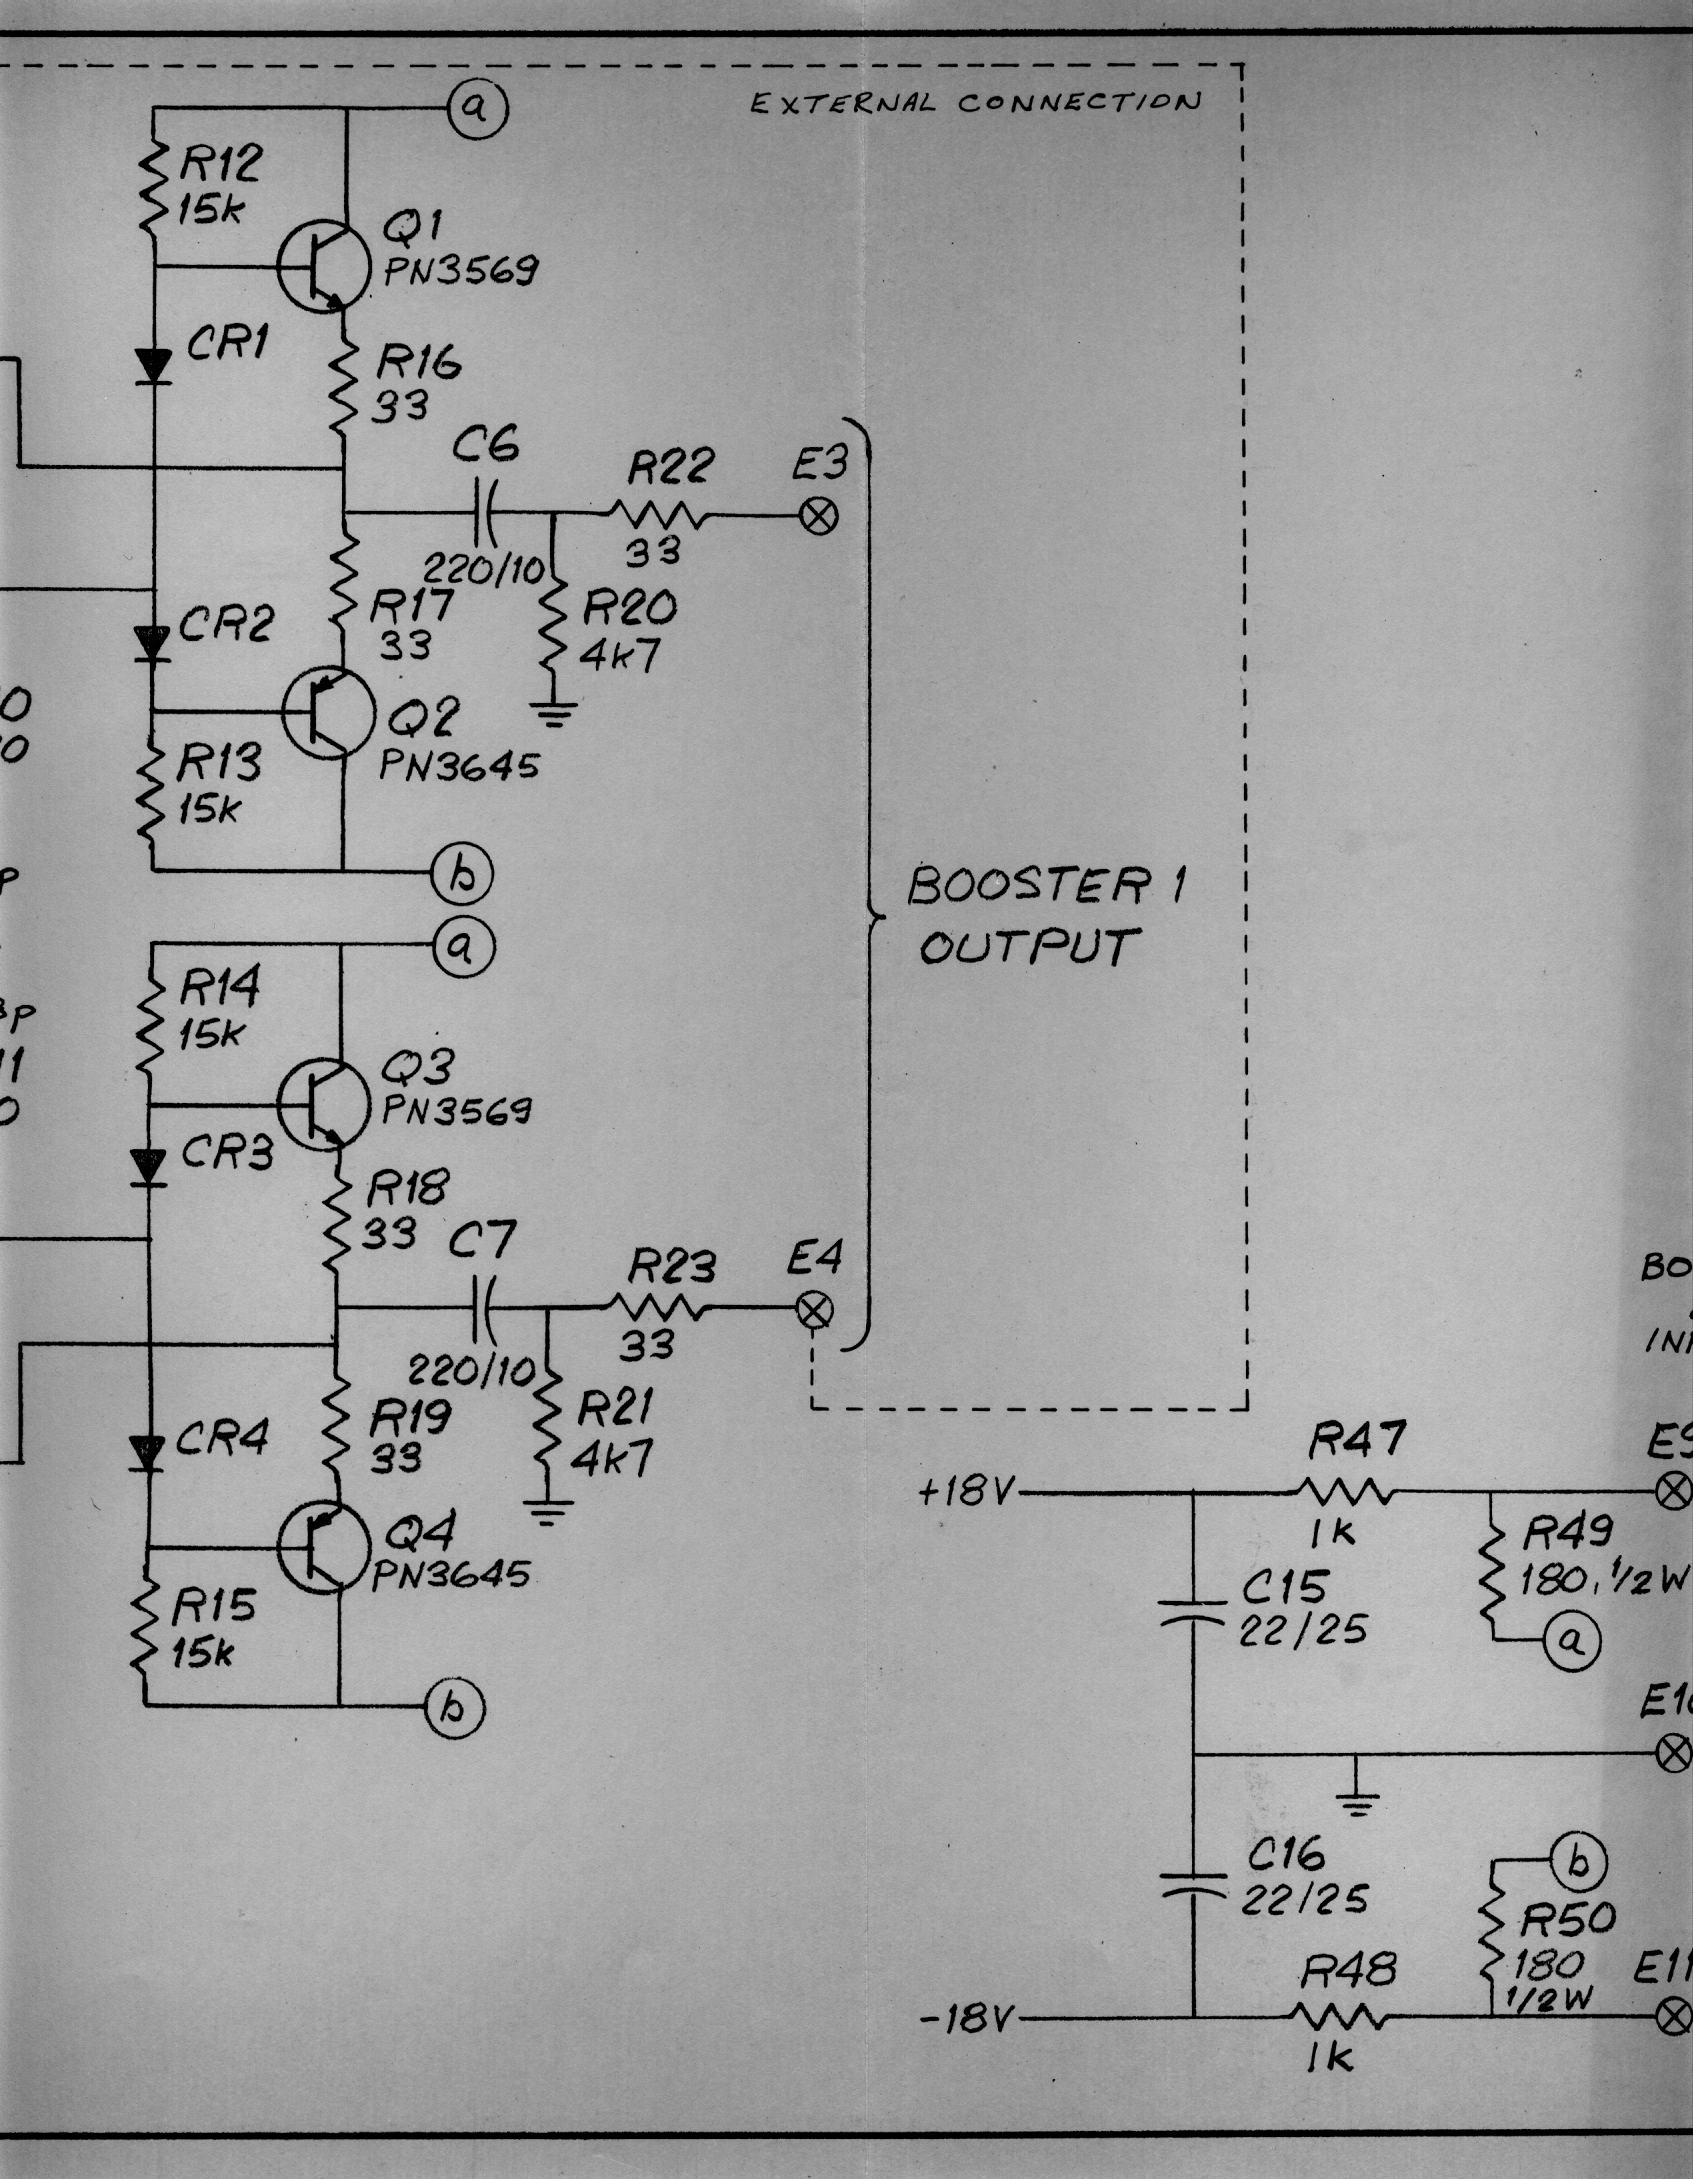 EXTERNAL CONNECTION
a
R12
15k
Q1
PN3569
CR1
R16
33
C6
220/10
R22
33
E3
R20
4k7
CR2
R17
33
Q2
PN3645
R13
15k
b
BOOSTER 1
OUTPUT
a
R14
15k
Q3
PN3569
CR3
R18
33
C7
220/10
R23
33
E4
R21
4k7
CR4
R19
33
Q4
PN3645
R15
15k
b
+18V
R47
1k
C15
22/25
R49
180, 1/2W
a
C16
22/25
b
R50
180
1/2W
E11
-18V
R48
1k